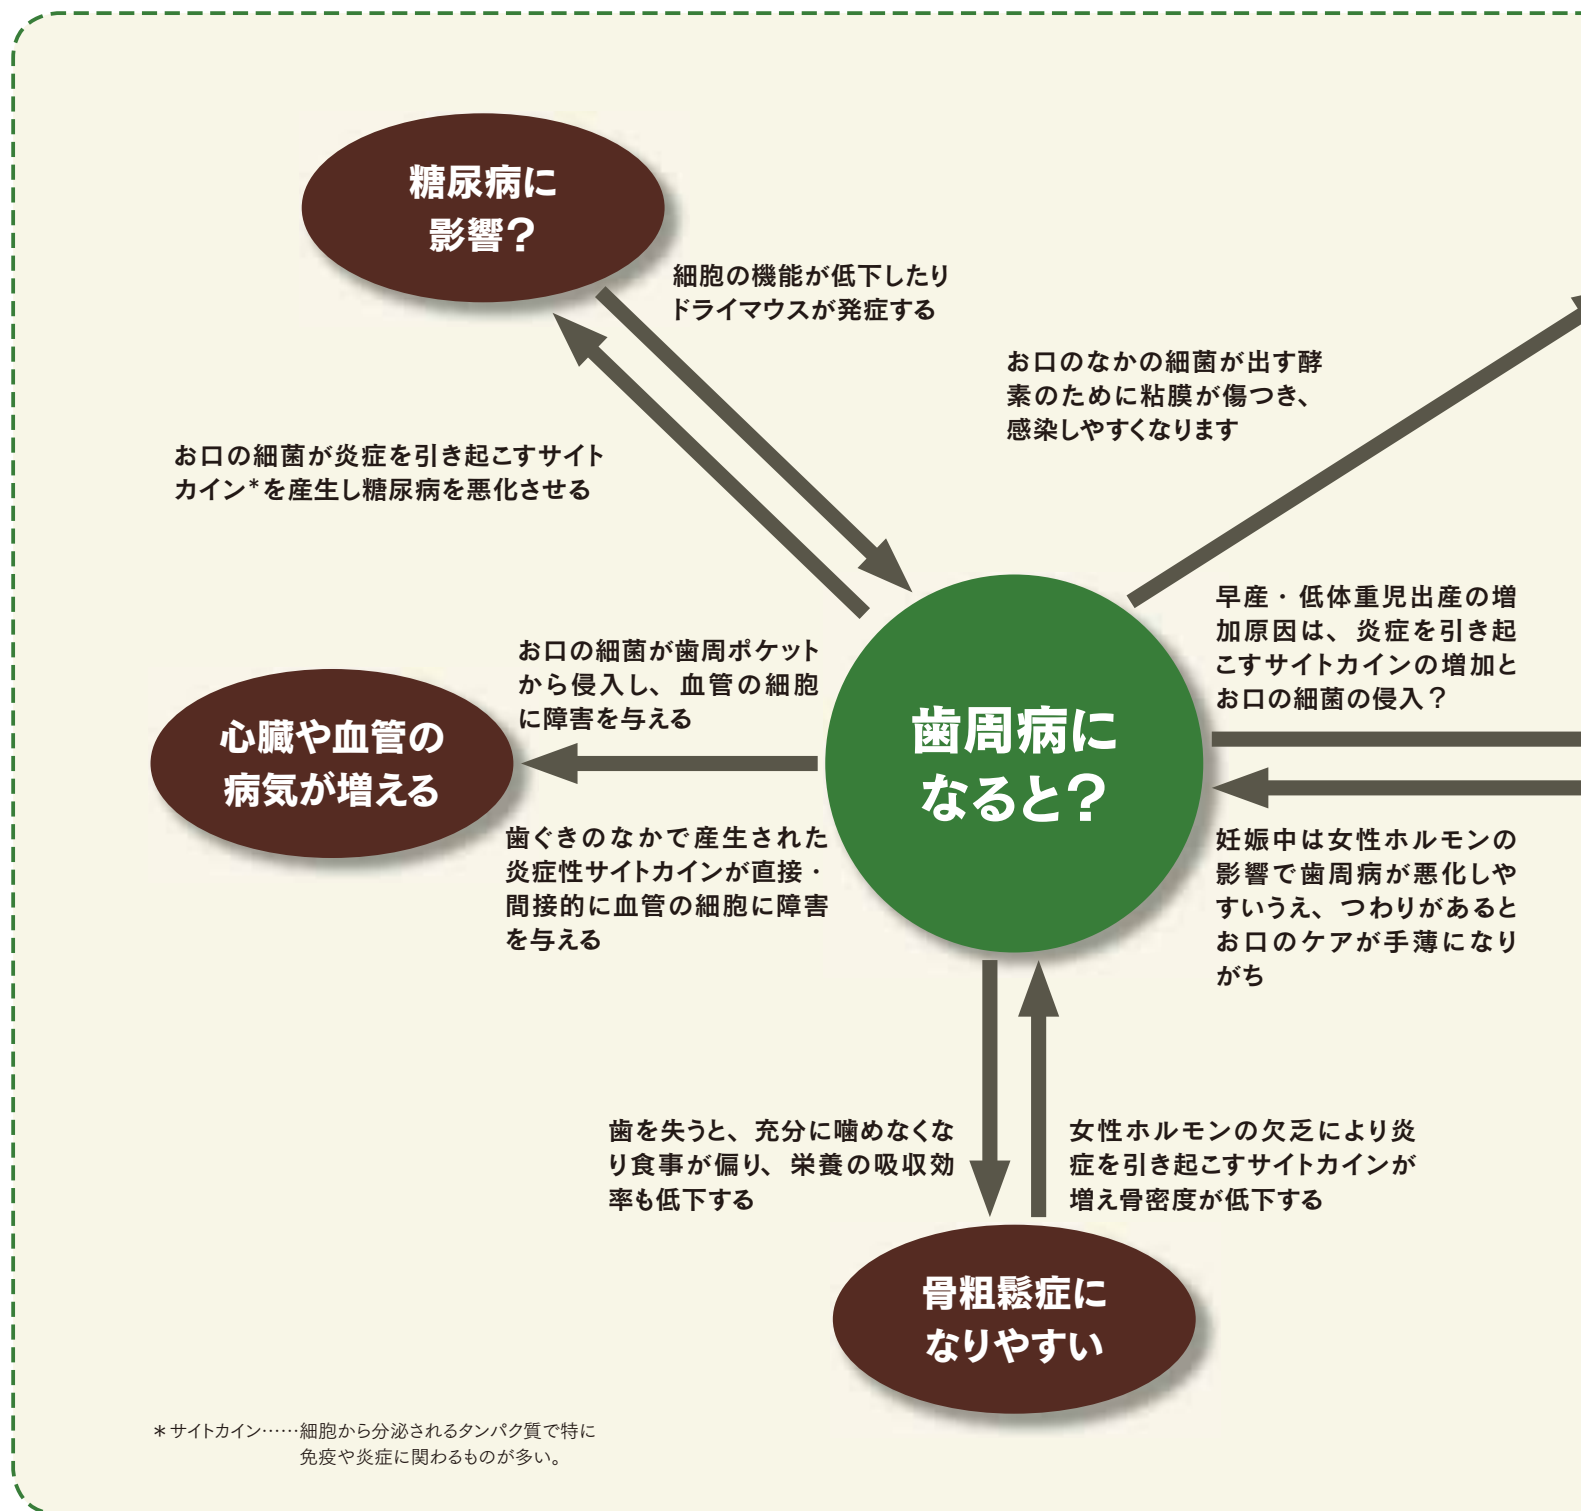 糖尿病に
影響？
細胞の機能が低下したり
ドライマウスが発症する
お口のなかの細菌が出す酵
素のために粘膜が傷つき、
感染しやすくなります
お口の細菌が炎症を引き起こすサイト
カイン*を産生し糖尿病を悪化させる
早産・低体重児出産の増
加原因は、炎症を引き起
こすサイトカインの増加と
お口の細菌の侵入？
お口の細菌が歯周ポケット
から侵入し、血管の細胞
に障害を与える
心臓や血管の
病気が増える
歯周病に
なると？
歯ぐきのなかで産生された
炎症性サイトカインが直接・
間接的に血管の細胞に障害
を与える
妊娠中は女性ホルモンの
影響で歯周病が悪化しや
すいうえ、つわりがあると
お口のケアが手薄になり
がち
歯を失うと、充分に噛めなくな
り食事が偏り、栄養の吸収効
率も低下する
女性ホルモンの欠乏により炎
症を引き起こすサイトカインが
増え骨密度が低下する
骨粗鬆症に
なりやすい
＊サイトカイン……細胞から分泌されるタンパク質で特に
免疫や炎症に関わるものが多い。